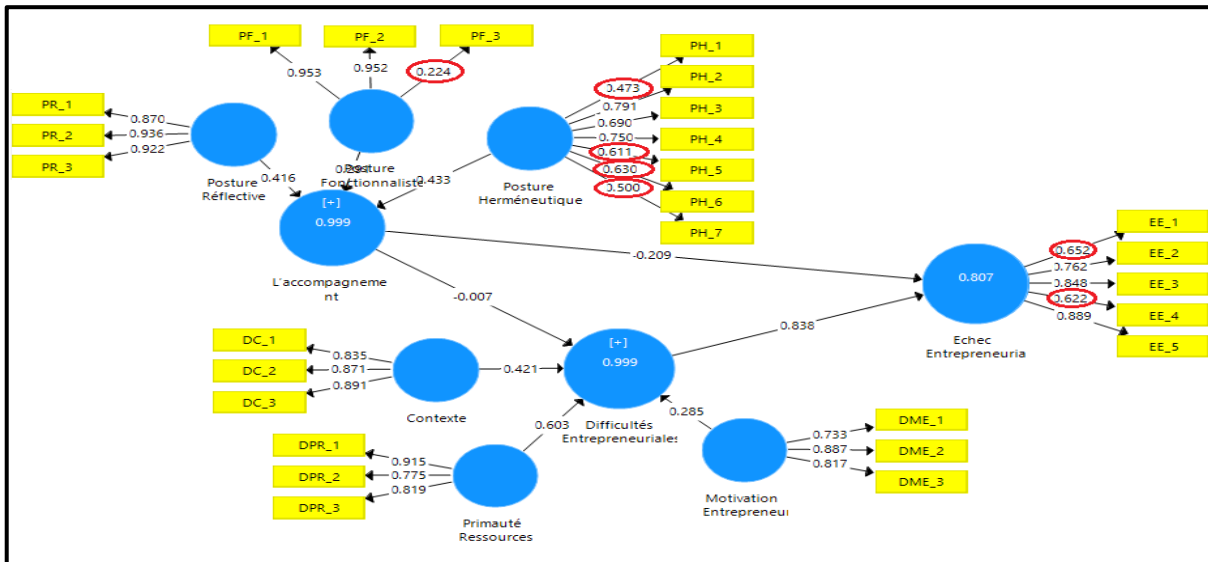 PF_1
PF_2
PF_3
PH_1
PH_2
PH_3
PH_4
PH_5
PH_6
PH_7
0.953
0.952
0.224
0.473
0.791
0.690
0.750
0.611
0.630
0.500
PR_1
PR_2
PR_3
0.870
0.936
0.922
Posture
Réflective
Posture
Fonctionnaliste
Posture
Herméneutique
0.416
0.433
[+]
0.999
L'accompagneme
nt
-0.209
-0.007
0.807
Echec
Entrepreneuria
0.652
0.762
0.848
0.622
0.889
EE_1
EE_2
EE_3
EE_4
EE_5
DC_1
DC_2
DC_3
0.835
0.871
0.891
Contexte
0.421
[+]
0.999
Difficultés
Entrepreneuriales
0.838
0.603
0.285
DPR_1
DPR_2
DPR_3
0.915
0.775
0.819
Primauté
Ressources
Motivation
Entrepreneu
0.733
0.887
0.817
DME_1
DME_2
DME_3